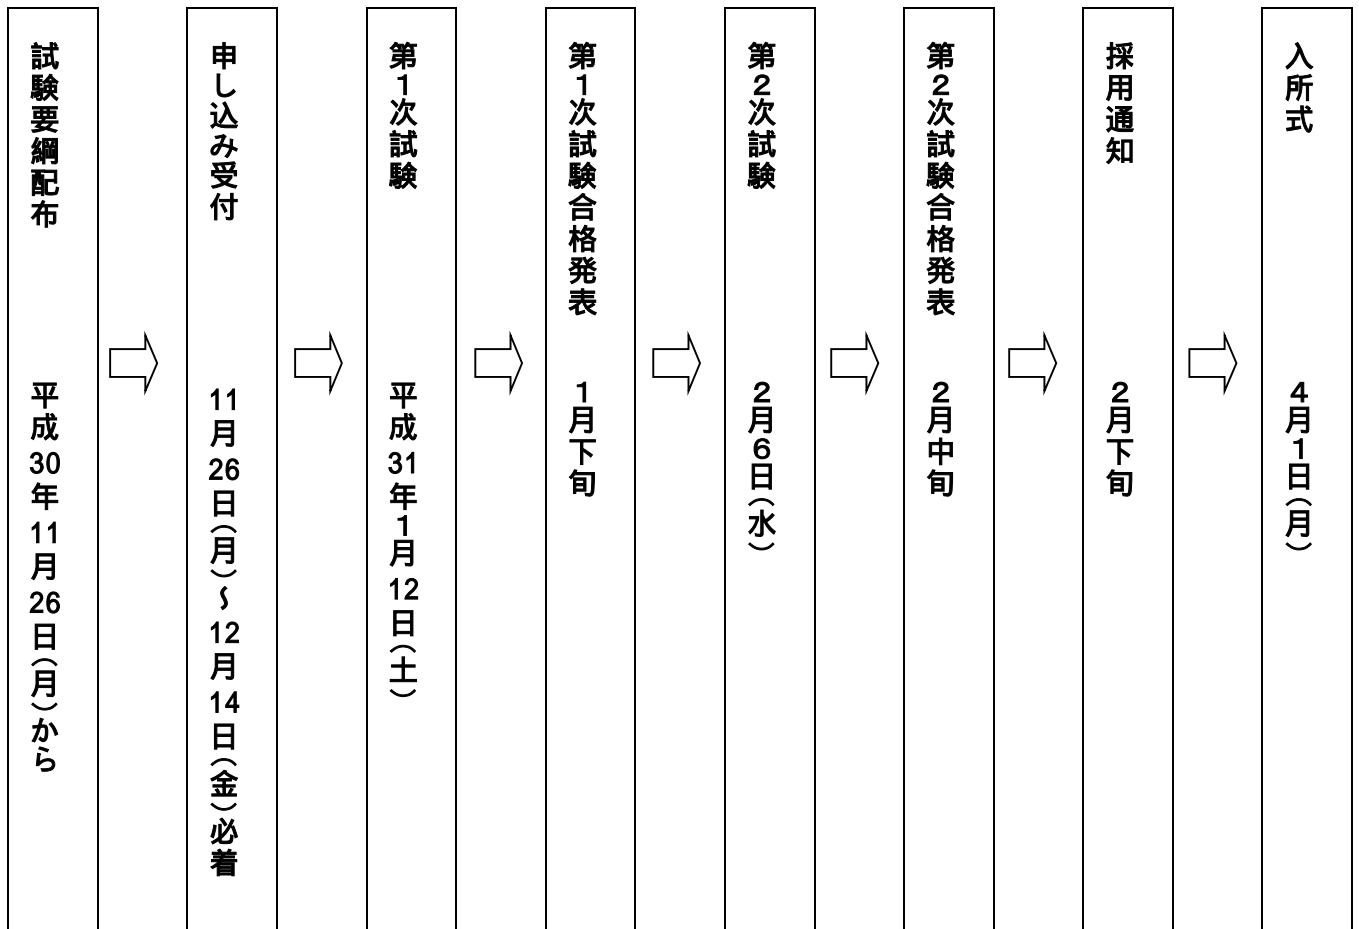 試験要綱配布 平成30年11月26日(月)から
申し込み受付 11月26日(月)～12月14日(金)必着
第1次試験 平成31年1月12日(土)
第1次試験合格発表 1月下旬
第2次試験 2月6日(水)
第2次試験合格発表 2月中旬
採用通知 2月下旬
入所式 4月1日(月)